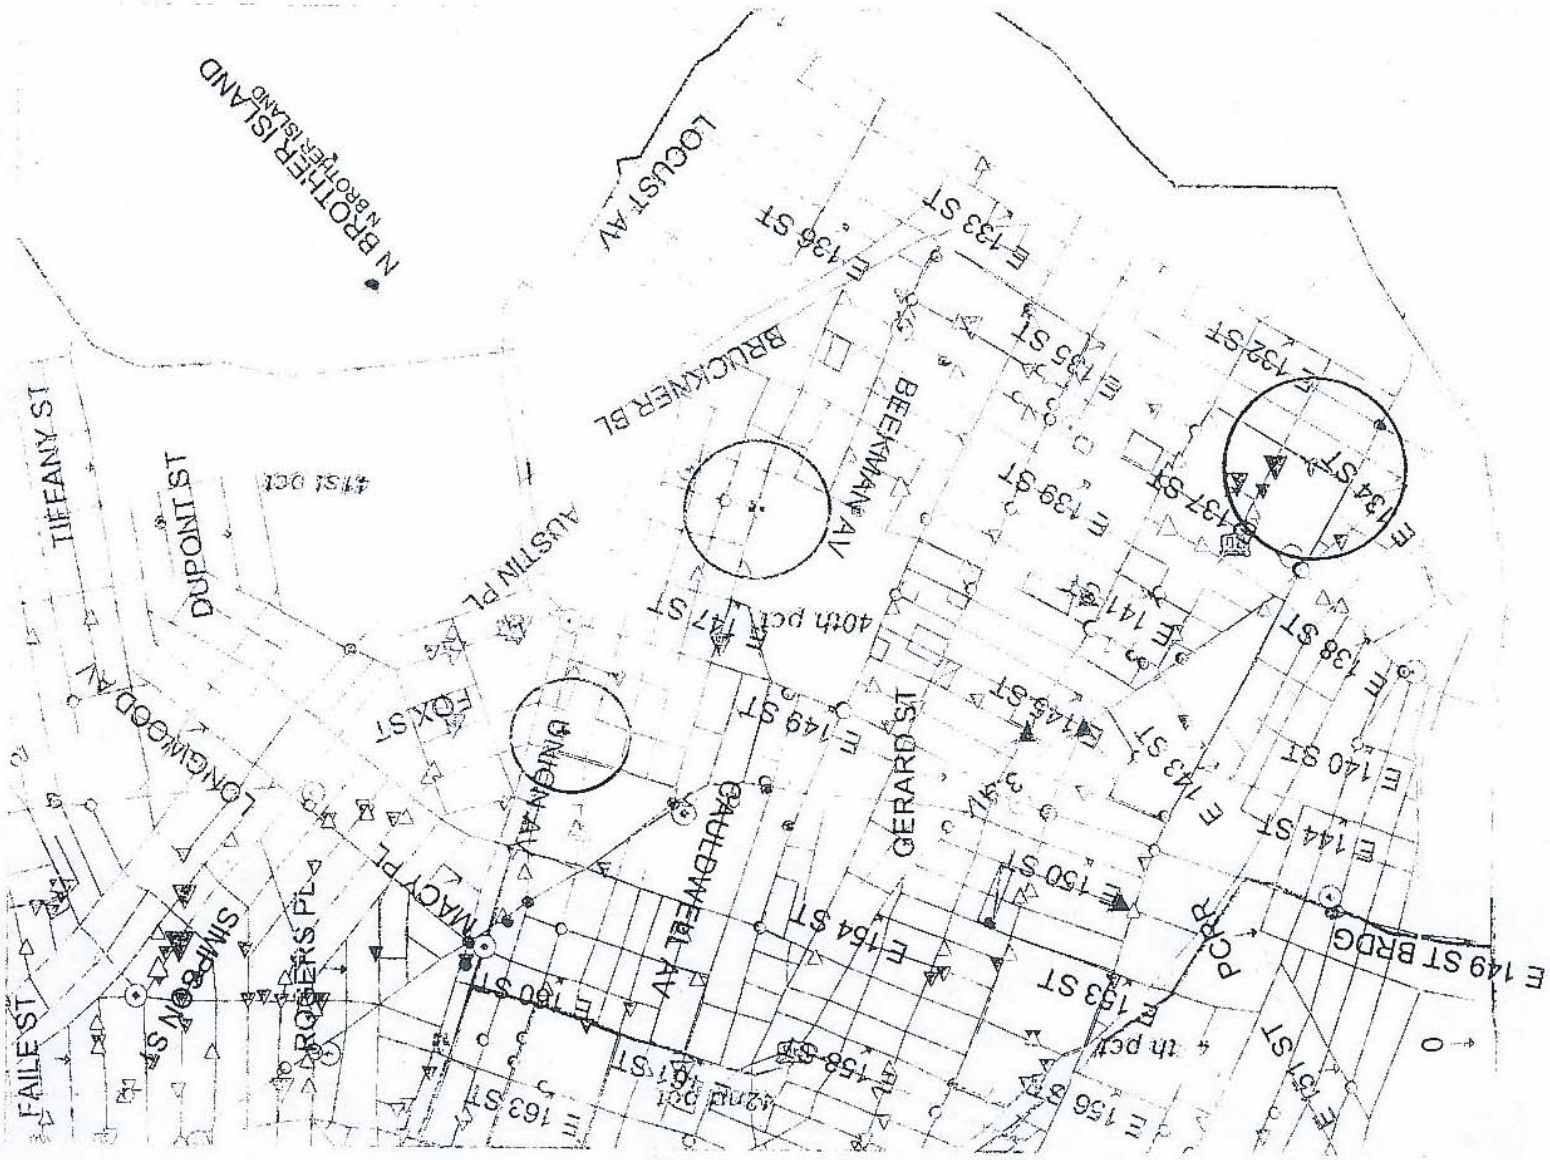 N BROTHER ISLAND
N BROTHER ISLAND
LOCUST AV
E 136 ST
E 133 ST
E 135 ST
E 132 ST
BRUCKNER BL
TIFFANY ST
DUPONT ST
41st pct
AUSTIN PL
BEEKMAN AV
E 139 ST
E 137 ST
E 134 ST
E 147 ST
40th pct
E 141 ST
E 138 ST
LONGWOOD AV
FOX ST
UNION AV
E 149 ST
GERARD ST
E 145 ST
E 143 ST
E 140 ST
CAULDWELL AV
E 144 ST
E 150 ST
MACY PL
SIMPSON ST
ROGERS PL
E 154 ST
PCRR
E 149 ST BRDG
FAILE ST
E 160 ST
E 153 ST
E 161 ST
E 158 ST
th pct
E 151 ST
0
E 163 ST
42nd pct
E 156 ST